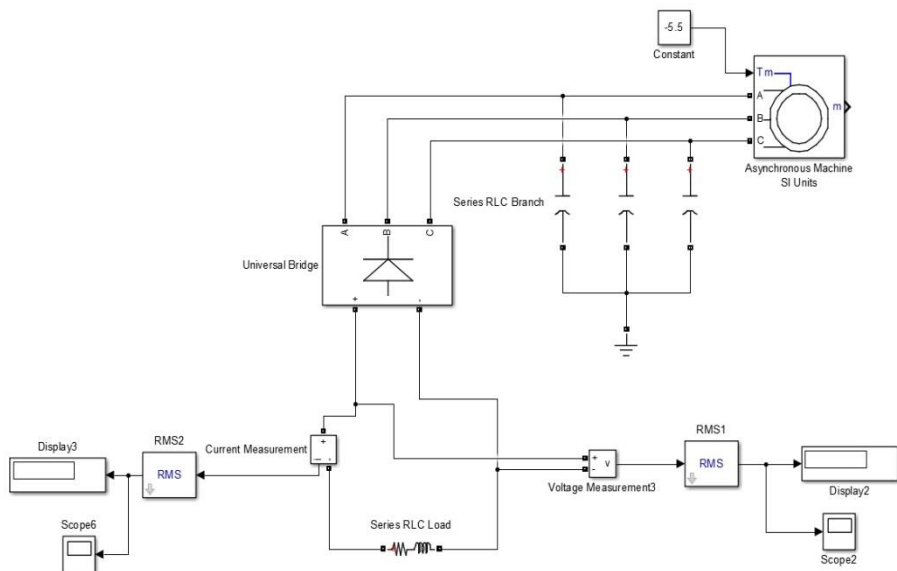 -5.5
Constant
Tm
A
B
C
m
Asynchronous Machine
SI Units
Series RLC Branch
A
B
C
Universal Bridge
+
-
RMS2
Display3
RMS
Current Measurement
+
-
Scope6
Series RLC Load
+
-
v
Voltage Measurement3
RMS1
RMS
Display2
Scope2